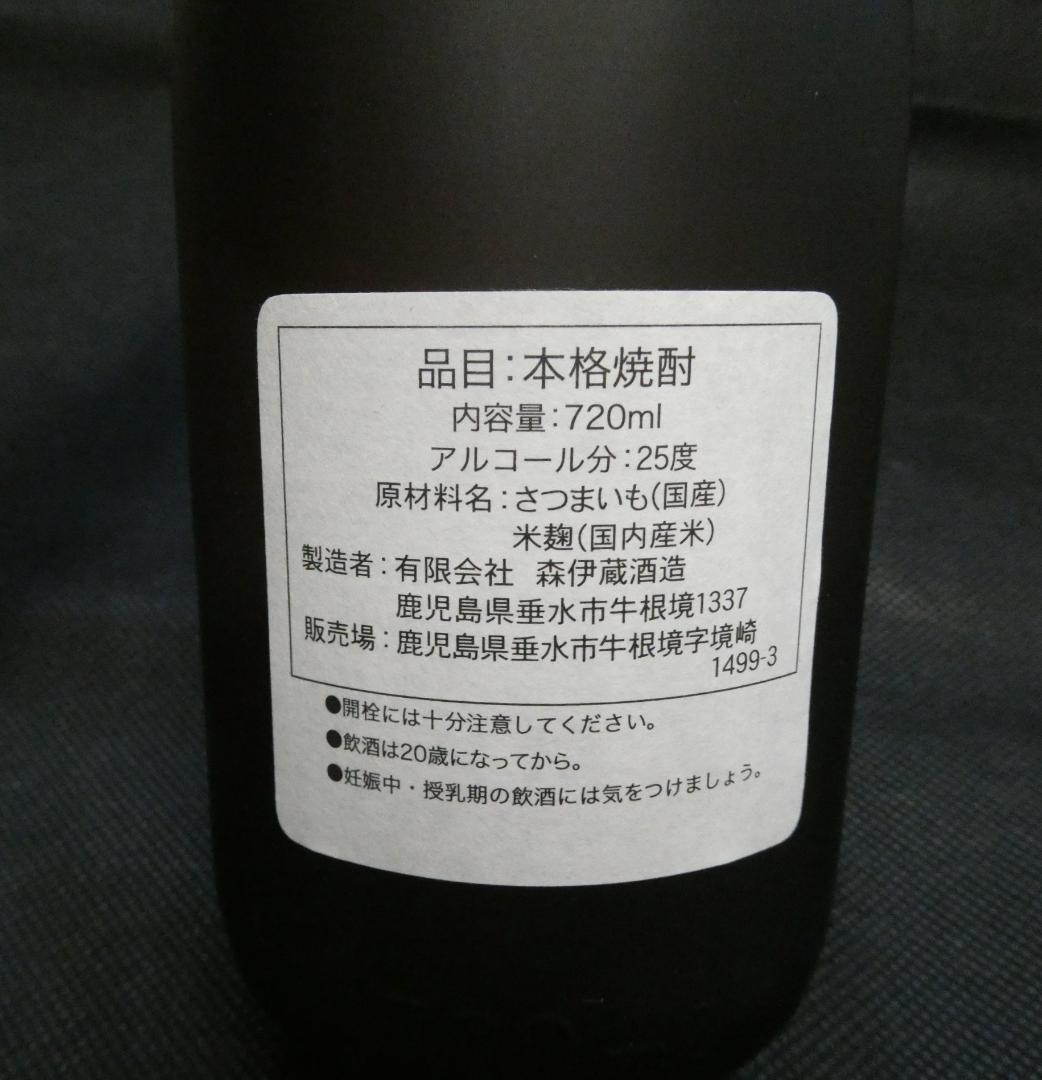 品目：本格焼酎
内容量：720ml
アルコール分：25度
原材料名：さつまいも（国産）
米麹（国内産米）
製造者：有限会社 森伊蔵酒造
鹿児島県垂水市牛根境1337
販売場：鹿児島県垂水市牛根境字境崎
1499-3
●開栓には十分注意してください。
●飲酒は20歳になってから。
●妊娠中・授乳期の飲酒には気をつけましょう。